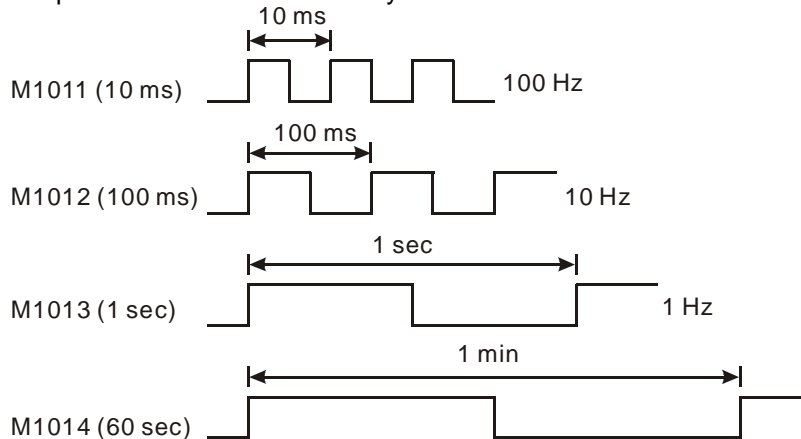 10 ms
M1011 (10 ms)
100 Hz
100 ms
M1012 (100 ms)
10 Hz
1 sec
M1013 (1 sec)
1 Hz
1 min
M1014 (60 sec)